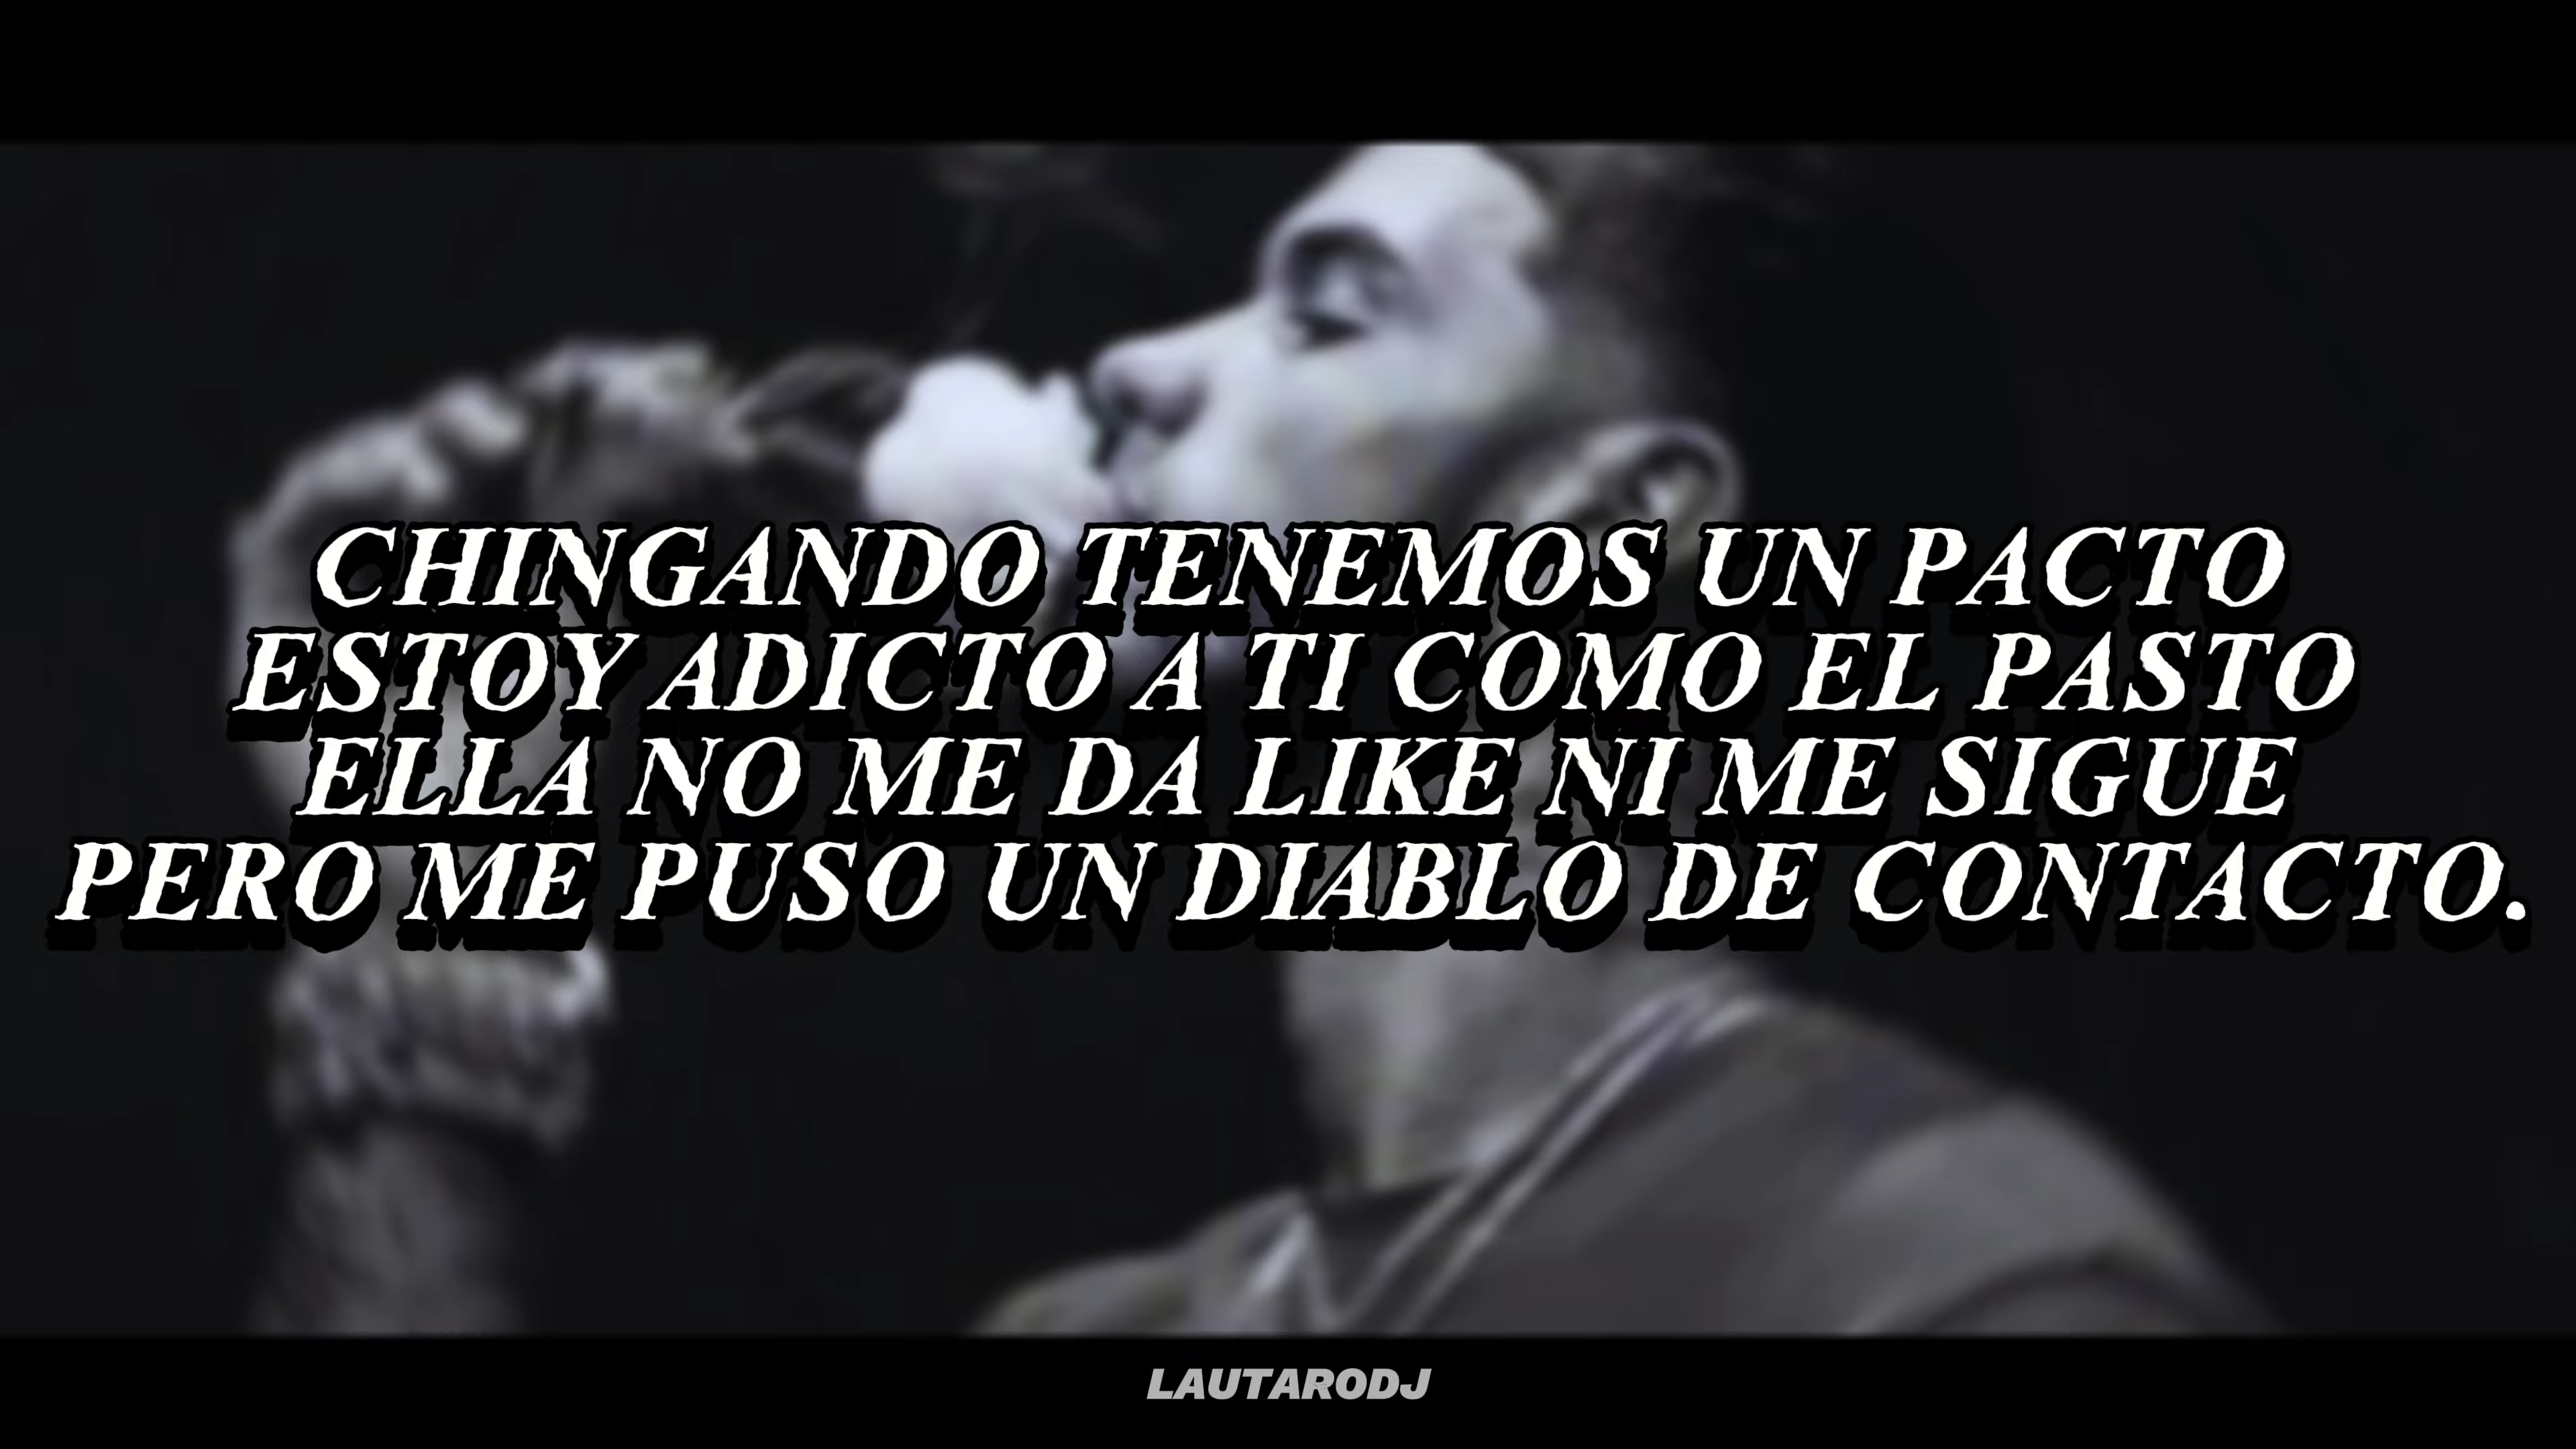 CHINGANDO TENEMOS UN PACTO
ESTOY ADICTO A TI COMO EL PASTO
ELLA NO ME DA LIKE NI ME SIGUE
PERO ME PUSO UN DIABLO DE CONTACTO.
LAUTARODJ